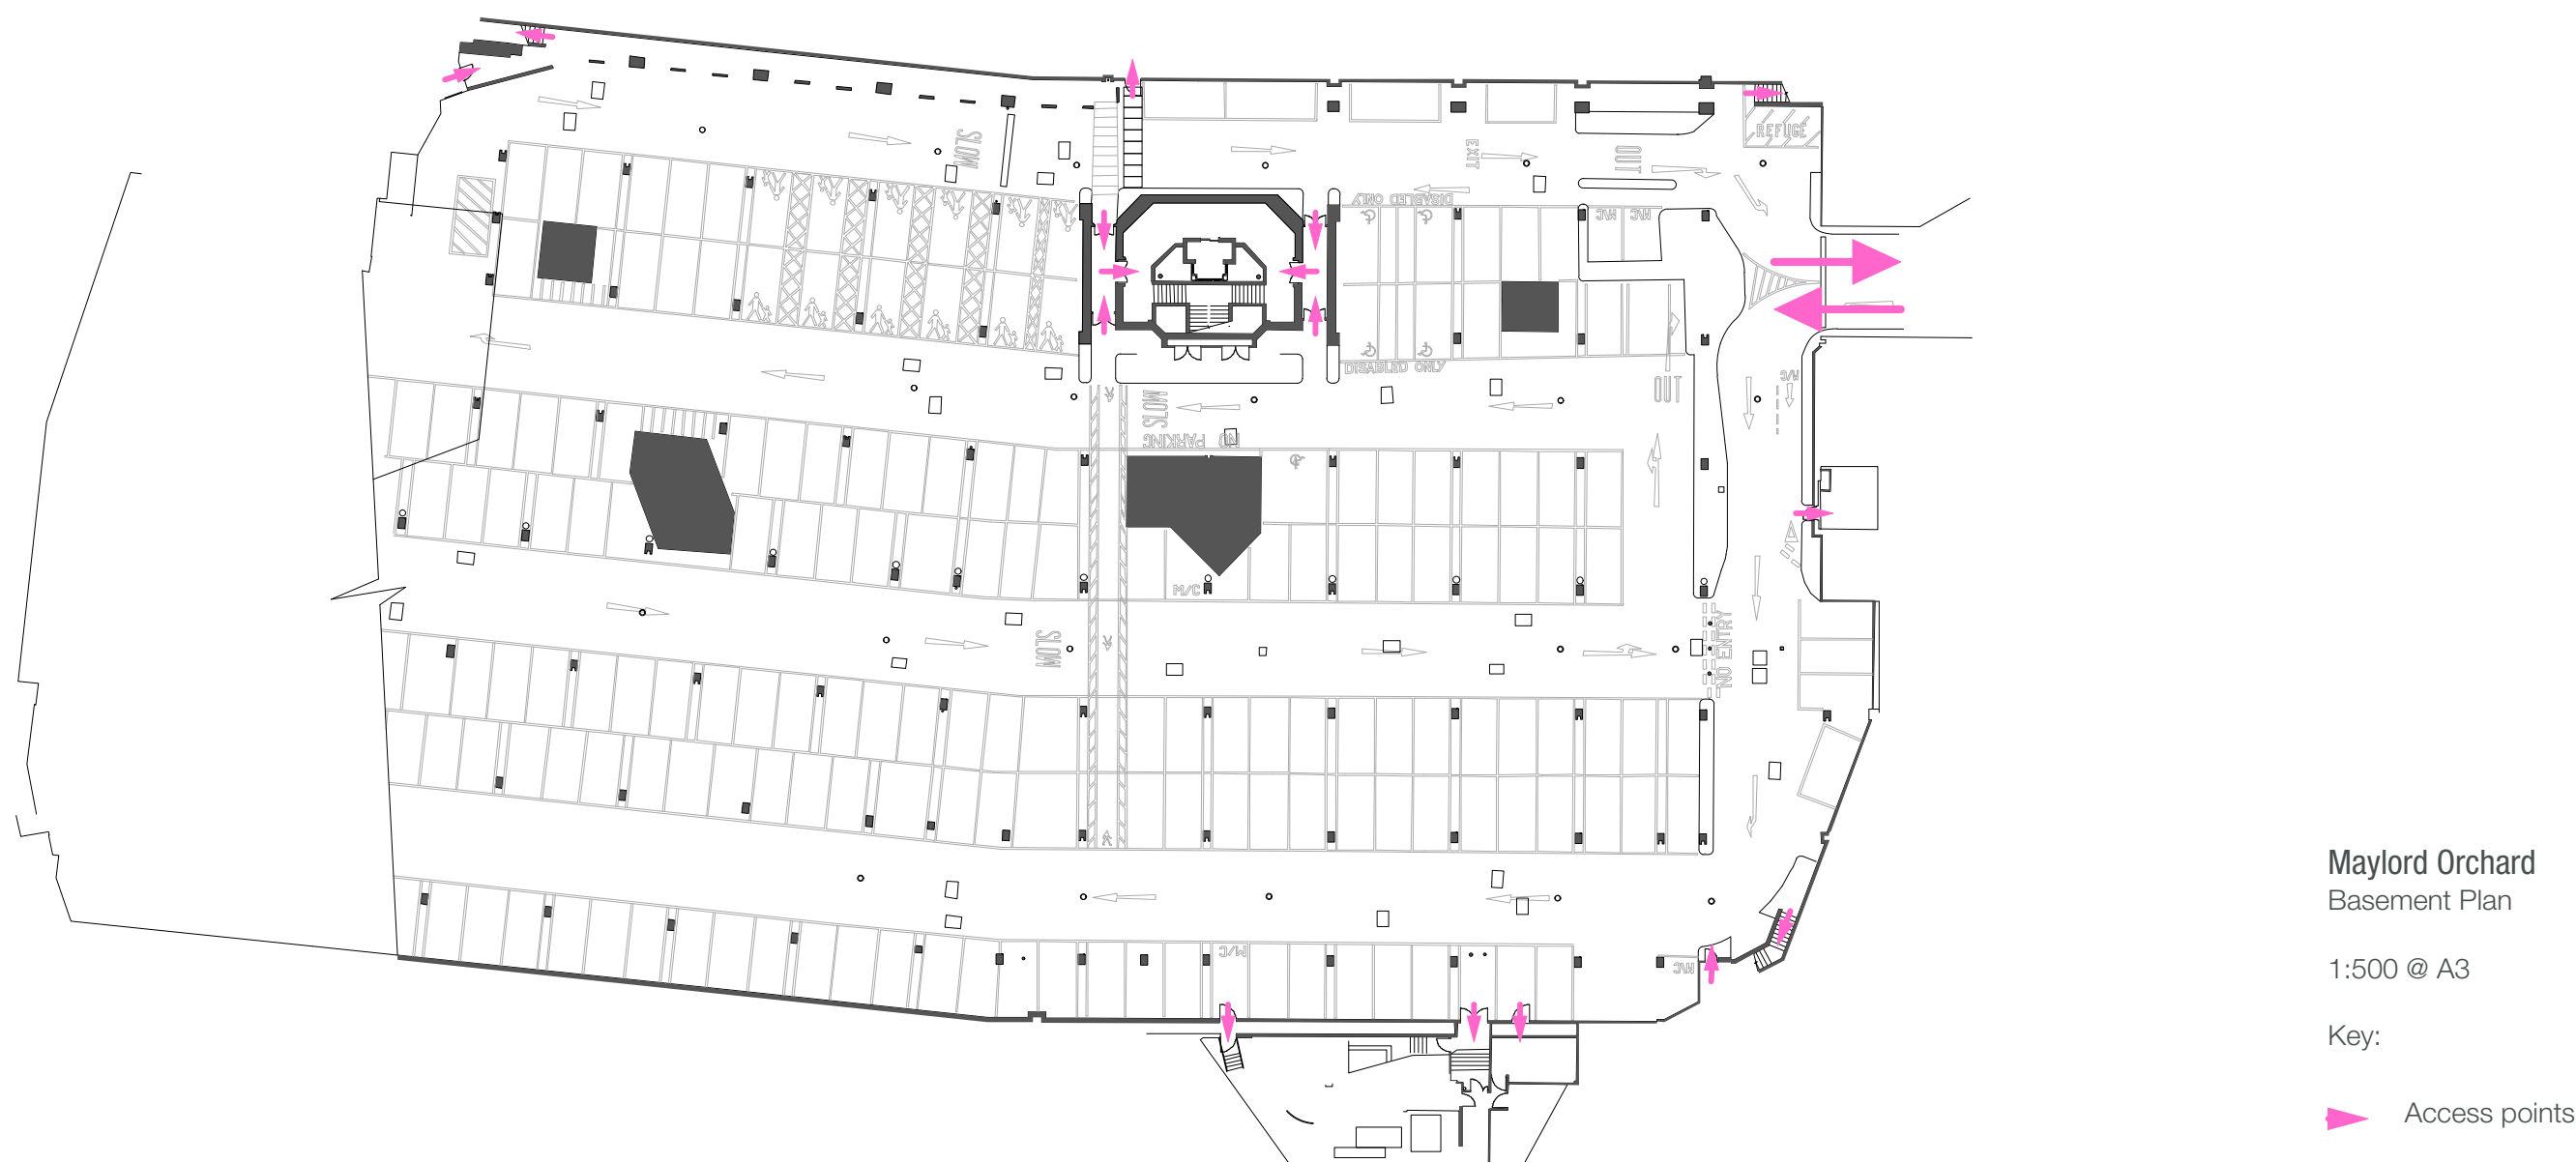 SLOW
EXIT
OUT
REFUGE
DISABLED ONLY
M/C M/C
DISABLED ONLY
OUT
M/C
SLOW
NO PARKING
M/C
SLOW
NO ENTRY
M/C
M/C
Maylord Orchard
Basement Plan
1:500 @ A3
Key:
Access points